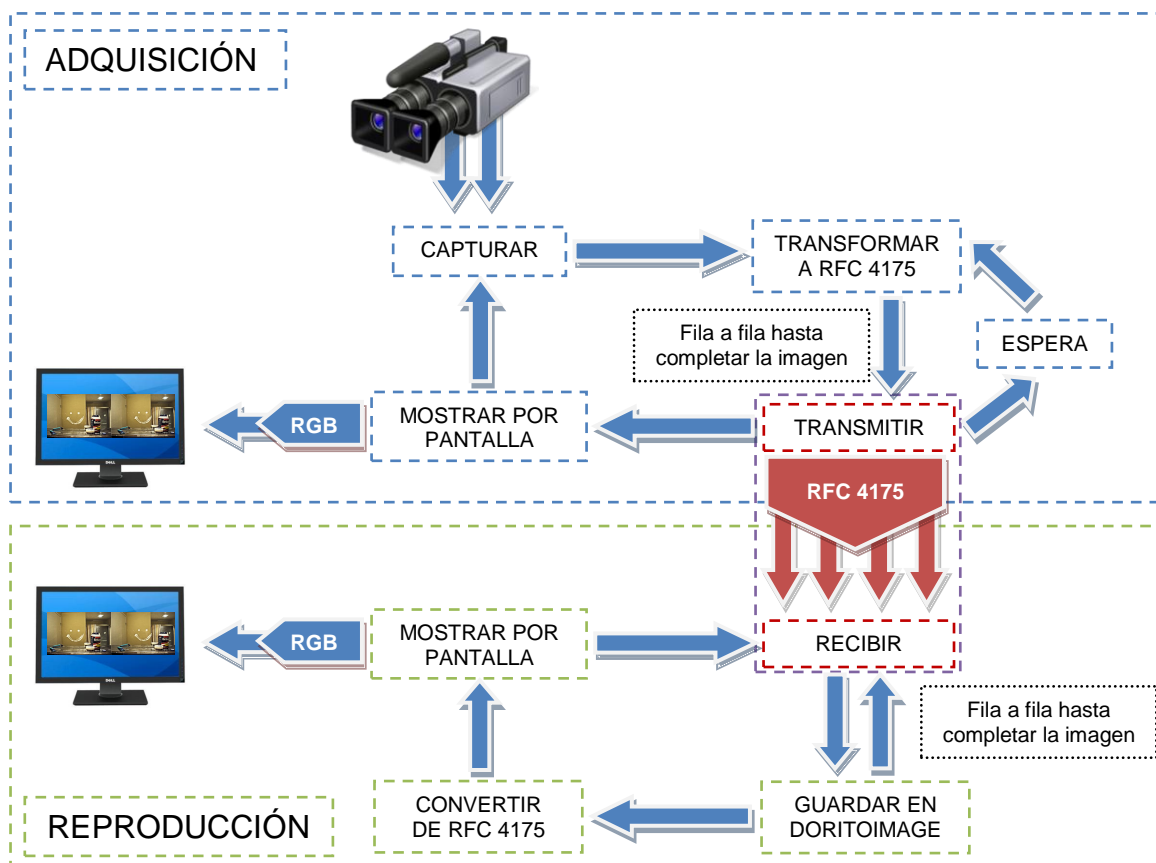 ADQUISICIÓN
CAPTURAR
TRANSFORMAR
A RFC 4175
Fila a fila hasta
completar la imagen
ESPERA
RGB
MOSTRAR POR
PANTALLA
TRANSMITIR
RFC 4175
RGB
MOSTRAR POR
PANTALLA
RECIBIR
Fila a fila hasta
completar la imagen
REPRODUCCIÓN
CONVERTIR
DE RFC 4175
GUARDAR EN
DORITOIMAGE